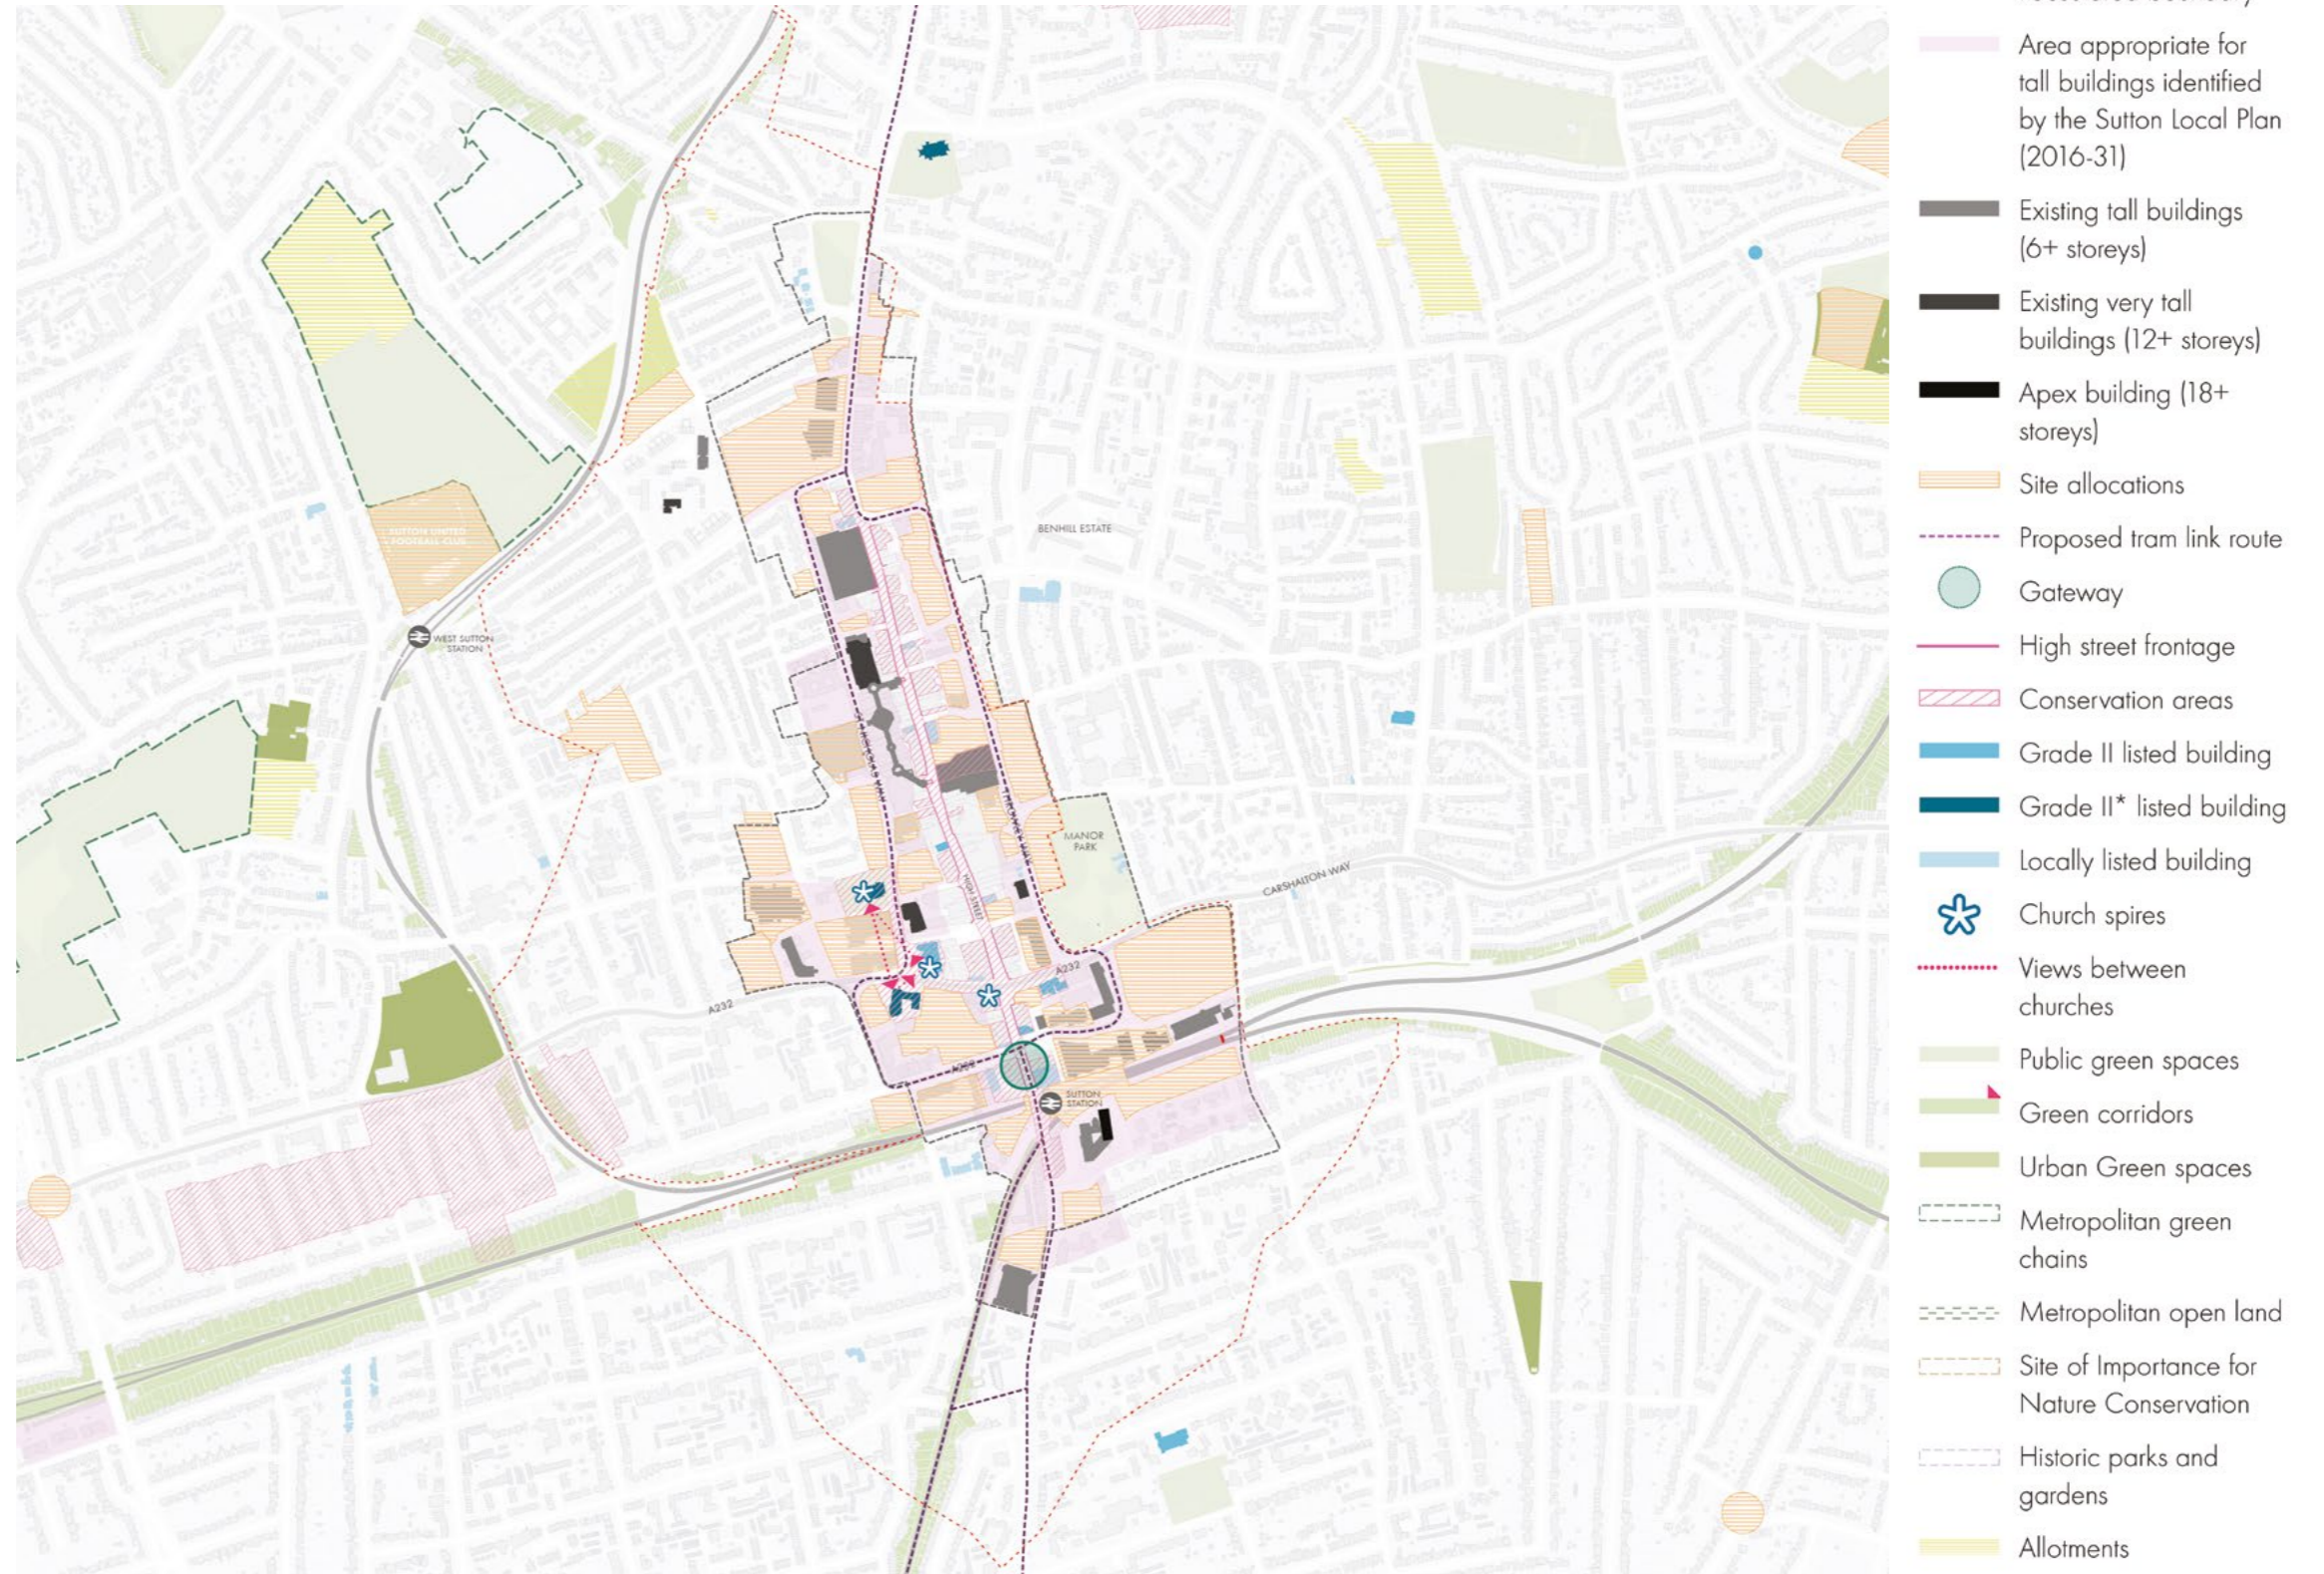 Area appropriate for
tall buildings identified
by the Sutton Local Plan
(2016-31)
Existing tall buildings
(6+ storeys)
Existing very tall
buildings (12+ storeys)
Apex building (18+
storeys)
Site allocations
Proposed tram link route
Gateway
High street frontage
Conservation areas
Grade II listed building
Grade II* listed building
Locally listed building
Church spires
Views between
churches
Public green spaces
Green corridors
Urban Green spaces
Metropolitan green
chains
Metropolitan open land
Site of Importance for
Nature Conservation
Historic parks and
gardens
Allotments
BENHILL ESTATE
SUTTON UNITED
FOOTBALL CLUB
WEST SUTTON
STATION
MANOR
PARK
CARSHALTON WAY
HIGH STREET
A232
A232
SUTTON
STATION